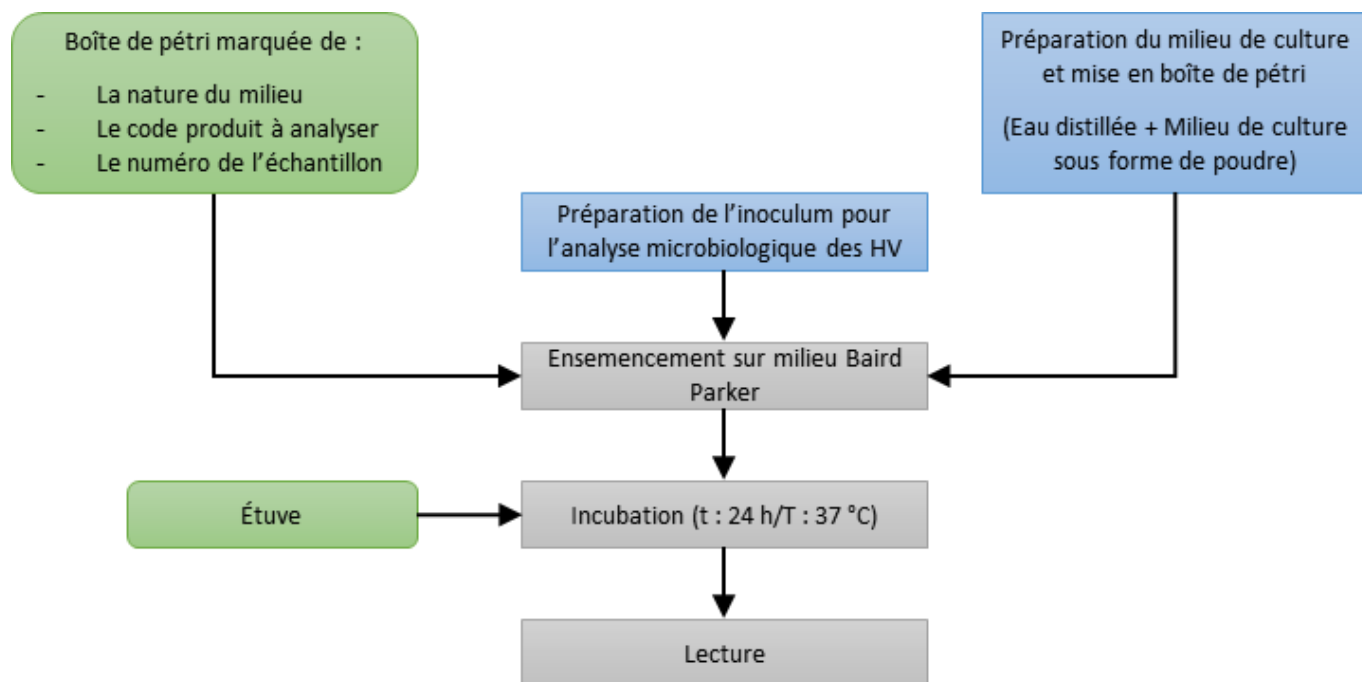 Boîte de pétri marquée de :
- La nature du milieu
- Le code produit à analyser
- Le numéro de l’échantillon
Préparation du milieu de culture
et mise en boîte de pétri
(Eau distillée + Milieu de culture
sous forme de poudre)
Préparation de l’inoculum pour
l’analyse microbiologique des HV
Ensemencement sur milieu Baird
Parker
Étuve
Incubation (t : 24 h/T : 37 °C)
Lecture